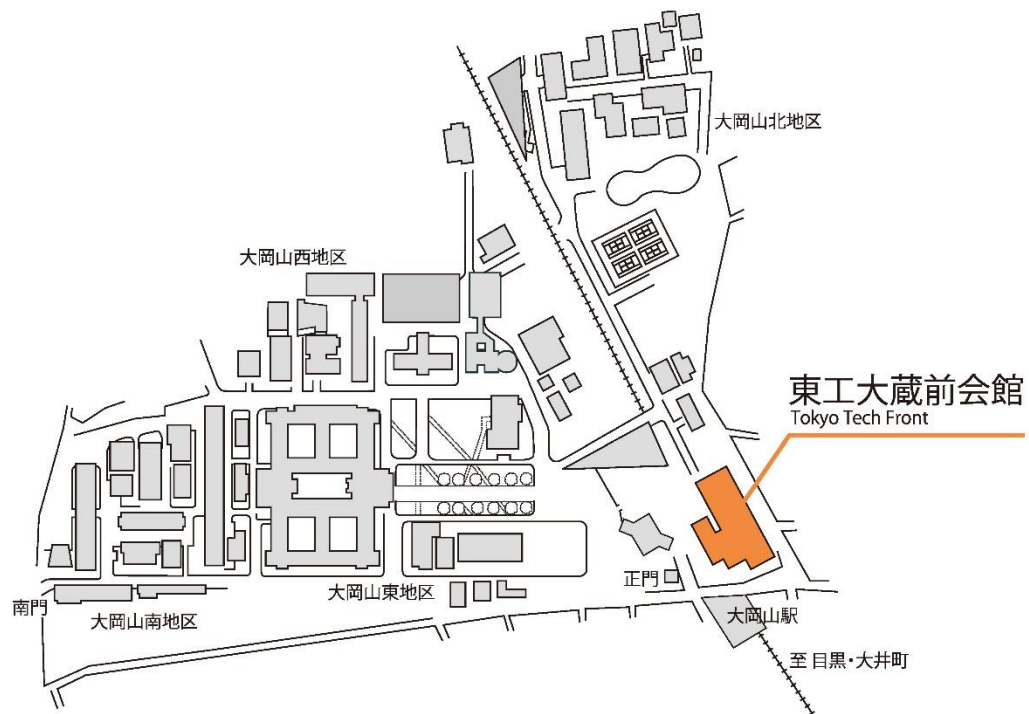 大岡山北地区
大岡山西地区
東工大蔵前会館
Tokyo Tech Front
正門
大岡山東地区
南門
大岡山南地区
大岡山駅
至 目黒・大井町